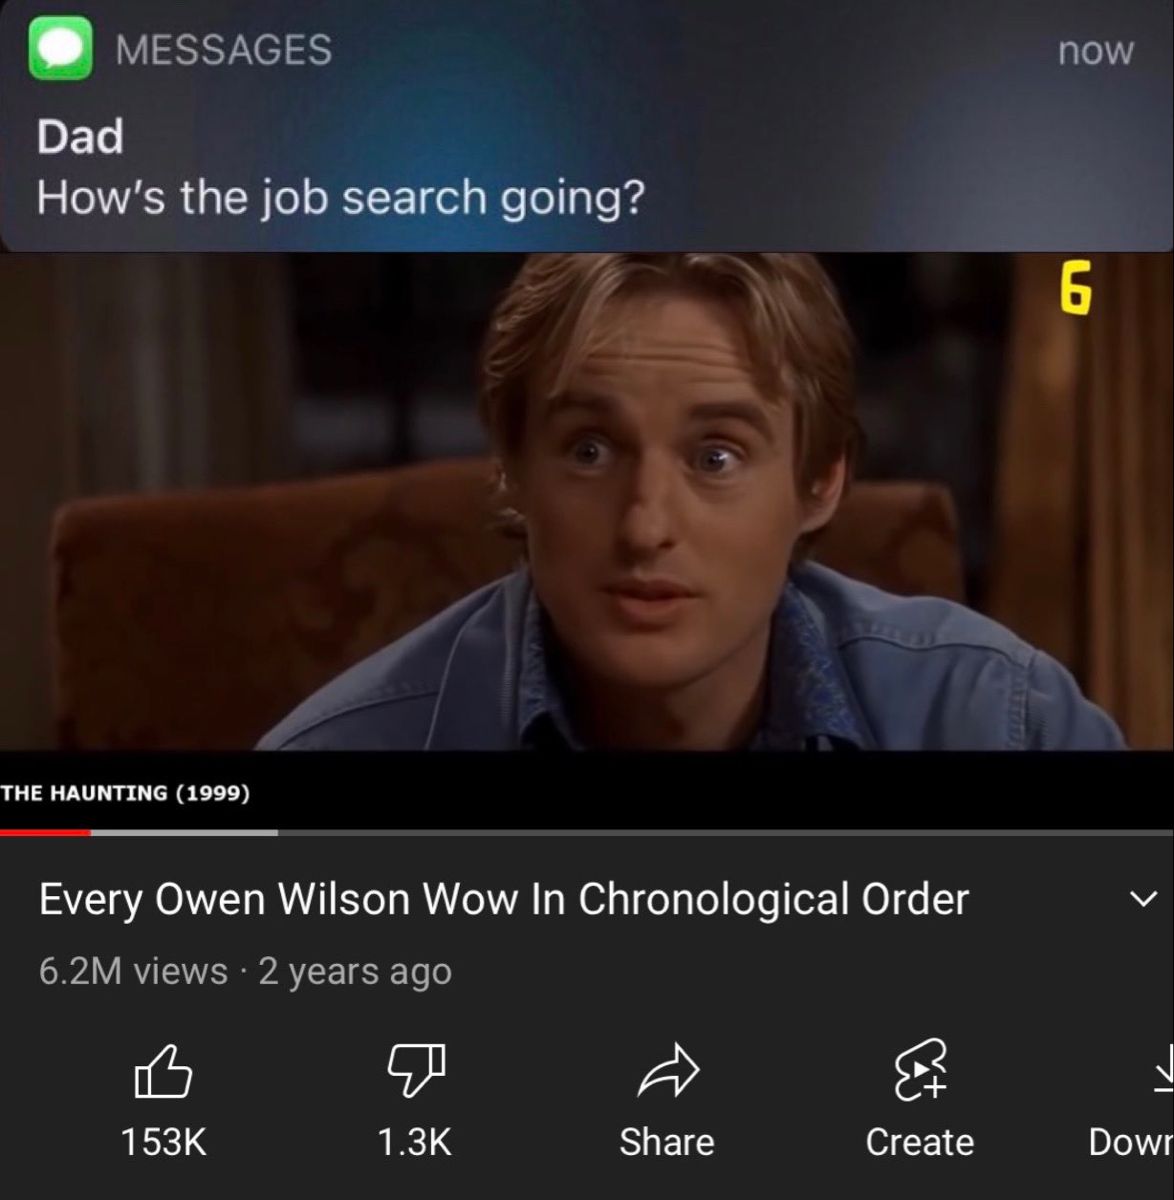 MESSAGES now
Dad
How's the job search going?
6
THE HAUNTING (1999)
Every Owen Wilson Wow In Chronological Order
6.2M views · 2 years ago
153K 1.3K Share Create Down